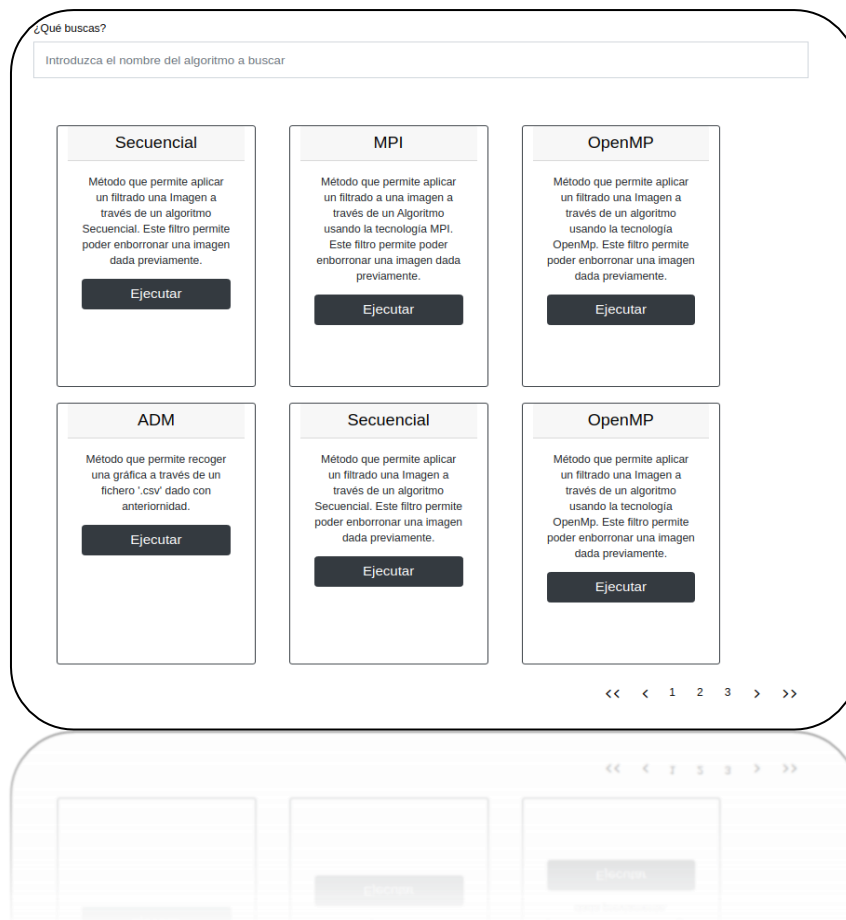 ¿Qué buscas?
Introduzca el nombre del algoritmo a buscar
Secuencial
Método que permite aplicar
un filtrado una Imagen a
través de un algoritmo
Secuencial. Este filtro permite
poder enborronar una imagen
dada previamente.
Ejecutar
MPI
Método que permite aplicar
un filtrado a una imagen a
través de un Algoritmo
usando la tecnología MPI.
Este filtro permite poder
enborronar una imagen dada
previamente.
Ejecutar
OpenMP
Método que permite aplicar
un filtrado una Imagen a
través de un algoritmo
usando la tecnología
OpenMp. Este filtro permite
poder enborronar una imagen
dada previamente.
Ejecutar
ADM
Método que permite recoger
una gráfica a través de un
fichero '.csv' dado con
anteriornidad.
Ejecutar
Secuencial
Método que permite aplicar
un filtrado una Imagen a
través de un algoritmo
Secuencial. Este filtro permite
poder enborronar una imagen
dada previamente.
Ejecutar
OpenMP
Método que permite aplicar
un filtrado una Imagen a
través de un algoritmo
usando la tecnología
OpenMp. Este filtro permite
poder enborronar una imagen
dada previamente.
Ejecutar
<< < 1 2 3 > >>